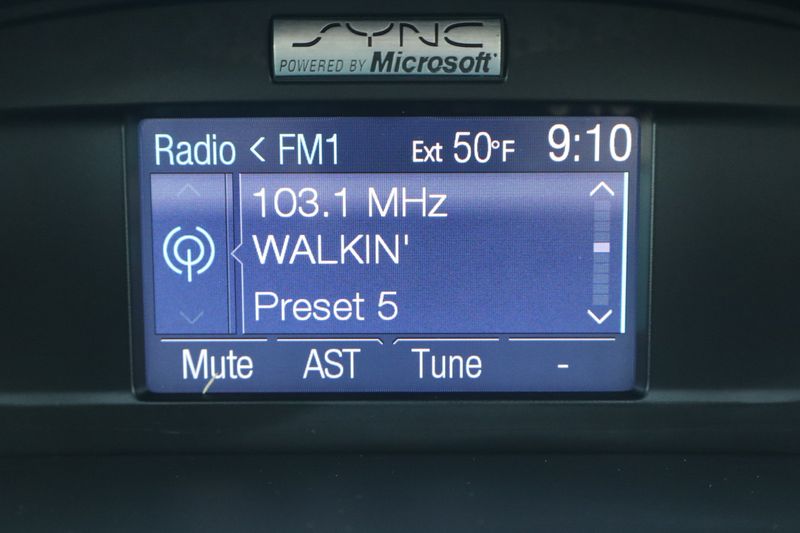 SYNC
POWERED BY Microsoft
Radio < FM1 Ext 50°F 9:10
103.1 MHz
WALKIN'
Preset 5
Mute AST Tune -